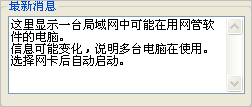 最新消息
这里显示一台局域网中可能在用网管软
件的电脑。
信息可能变化，说明多台电脑在使用。
选择网卡后自动启动。